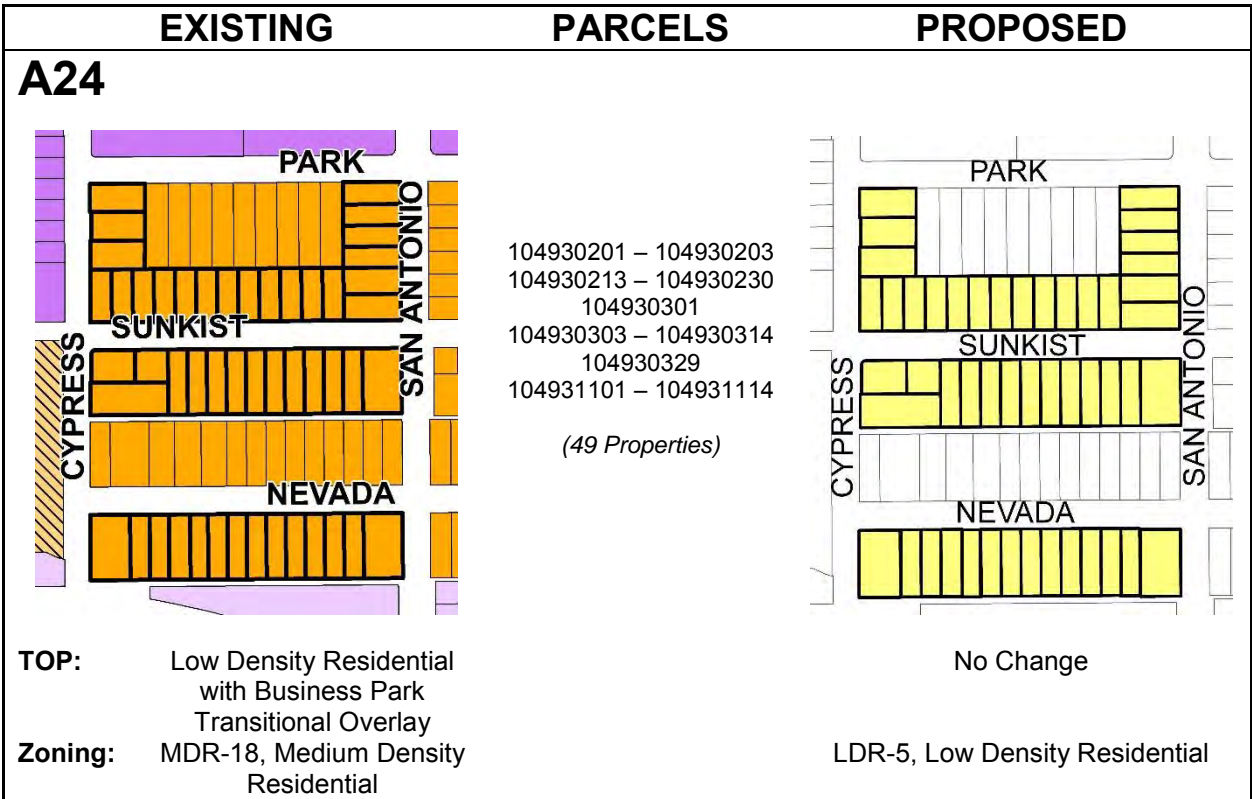 EXISTING
PARCELS
PROPOSED
A24
PARK
SAN ANTONIO
SUNKIST
CYPRESS
NEVADA
104930201 – 104930203
104930213 – 104930230
104930301
104930303 – 104930314
104930329
104931101 – 104931114
(49 Properties)
PARK
SAN ANTONIO
SUNKIST
CYPRESS
NEVADA
TOP: Low Density Residential
with Business Park
Transitional Overlay
No Change
Zoning: MDR-18, Medium Density
Residential
LDR-5, Low Density Residential